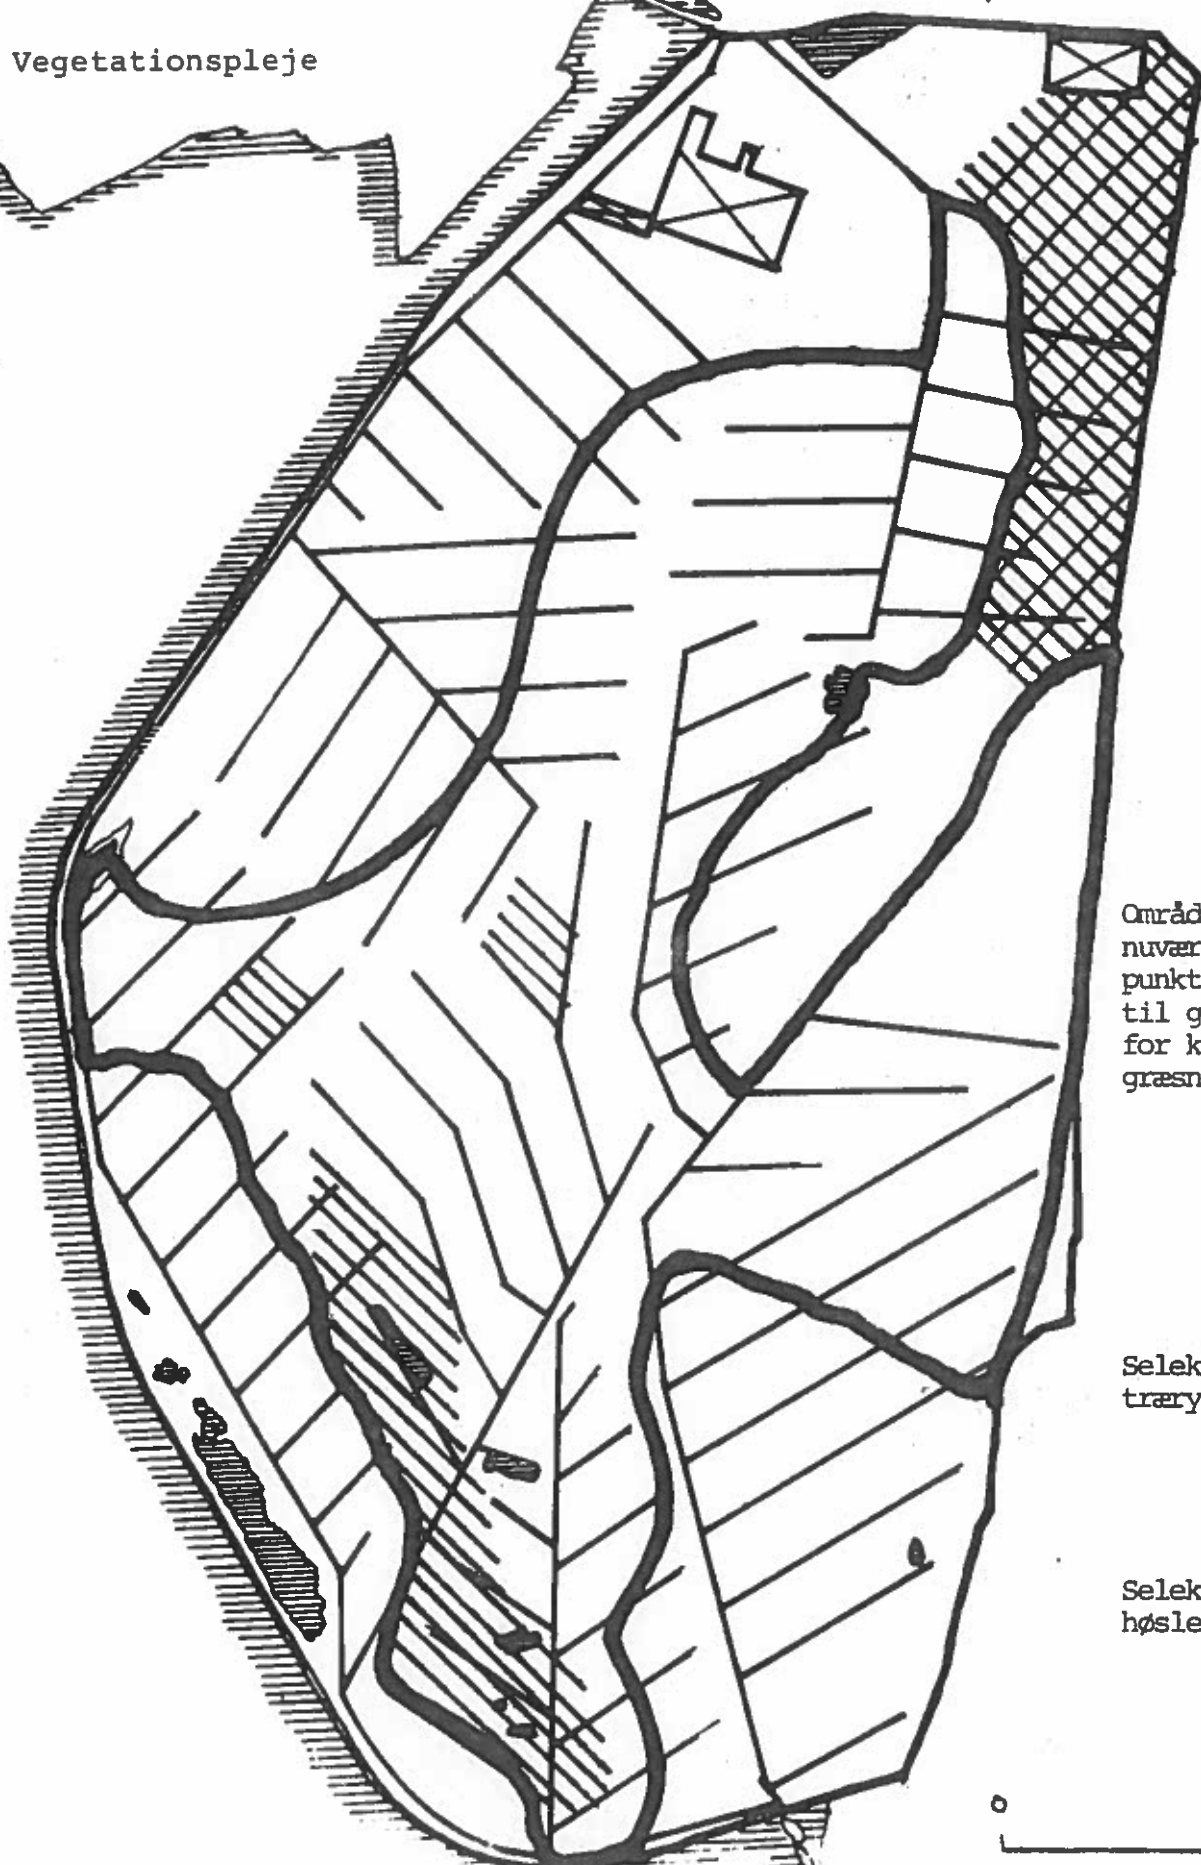 Vegetationspleje
Områd
nuvær
punkt
til g
for k
græsn
Selek
træry
Selek
høsle
0